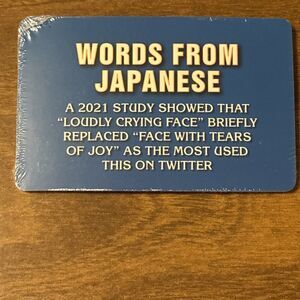 WORDS FROM
JAPANESE
A 2021 STUDY SHOWED THAT
"LOUDLY CRYING FACE" BRIEFLY
REPLACED "FACE WITH TEARS
OF JOY" AS THE MOST USED
THIS ON TWITTER